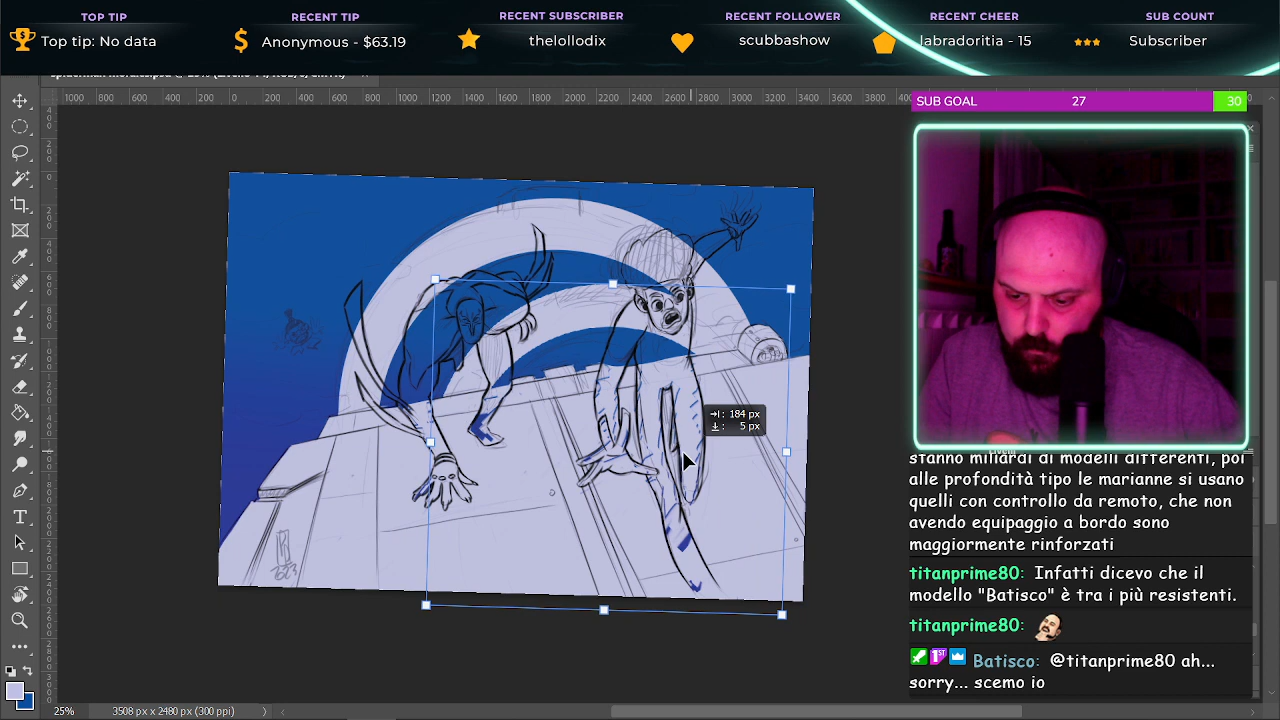 TOP TIP
Top tip: No data
RECENT TIP
Anonymous - $63.19
RECENT SUBSCRIBER
thelollodix
RECENT FOLLOWER
scubbashow
RECENT CHEER
labradoritia - 15
SUB COUNT
Subscriber
1000 800 600 400 200 0 200 400 600 800 1000 1200 1400 1600 1800 2000 2200 2400 2600 2800 3000 3200 3400 3600 3800
SUB GOAL 27 30
184 px
5 px
stanno miliardi di modelli differenti, poi
alle profondità tipo le marianne si usano
quelli con controllo da remoto, che non
avendo equipaggio a bordo sono
maggiormente rinforzati
titanprime80: Infatti dicevo che il
modello "Batisco" è tra i più resistenti.
titanprime80:
Batisco: @titanprime80 ah...
sorry... scemo io
25% 3508 px x 2480 px (300 ppi)